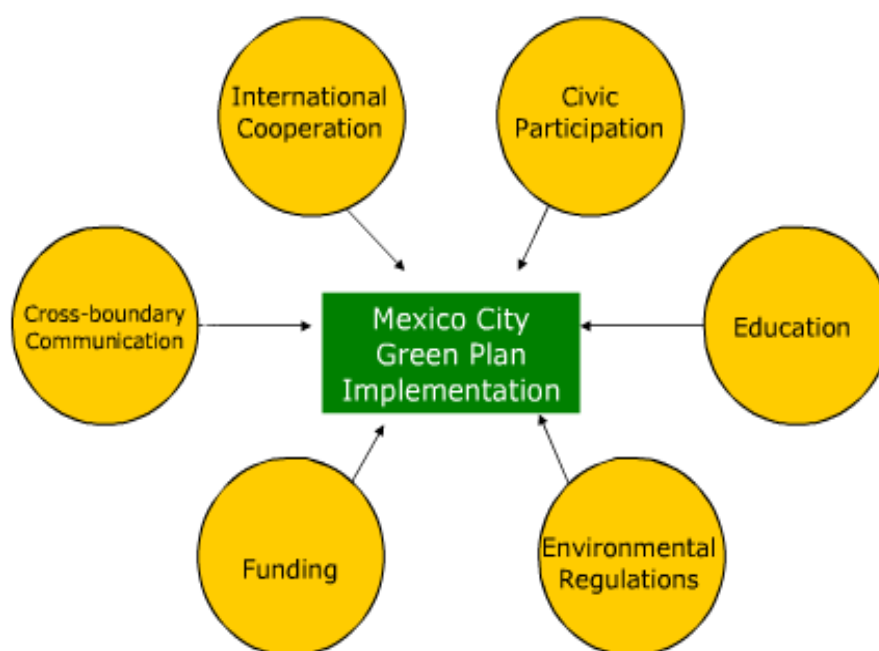 International
Cooperation
Civic
Participation
Cross-boundary
Communication
Mexico City
Green Plan
Implementation
Education
Funding
Environmental
Regulations